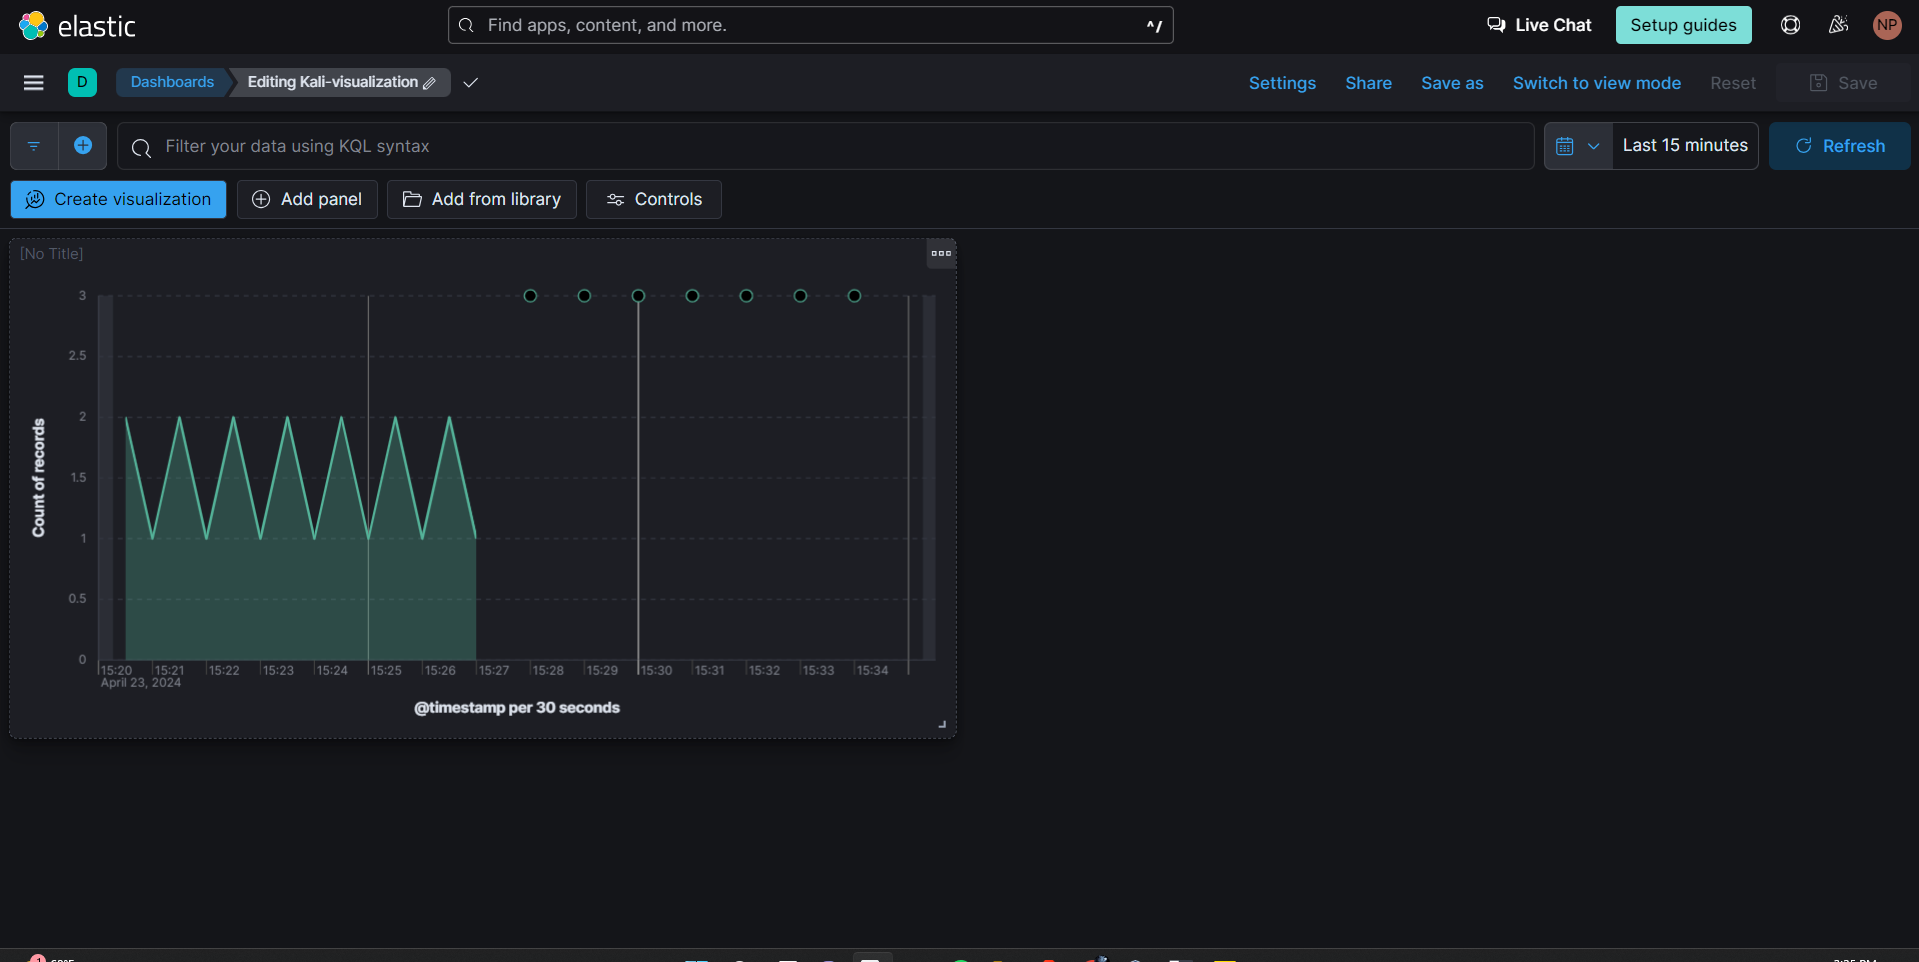 elastic
Find apps, content, and more.
^/
Live Chat
Setup guides
NP
D
Dashboards
Editing Kali-visualization
Settings
Share
Save as
Switch to view mode
Reset
Save
Filter your data using KQL syntax
Last 15 minutes
Refresh
Create visualization
Add panel
Add from library
Controls
[No Title]
3
2.5
2
1.5
1
0.5
0
Count of records
15:20
15:21
15:22
15:23
15:24
15:25
15:26
15:27
15:28
15:29
15:30
15:31
15:32
15:33
15:34
April 23, 2024
@timestamp per 30 seconds